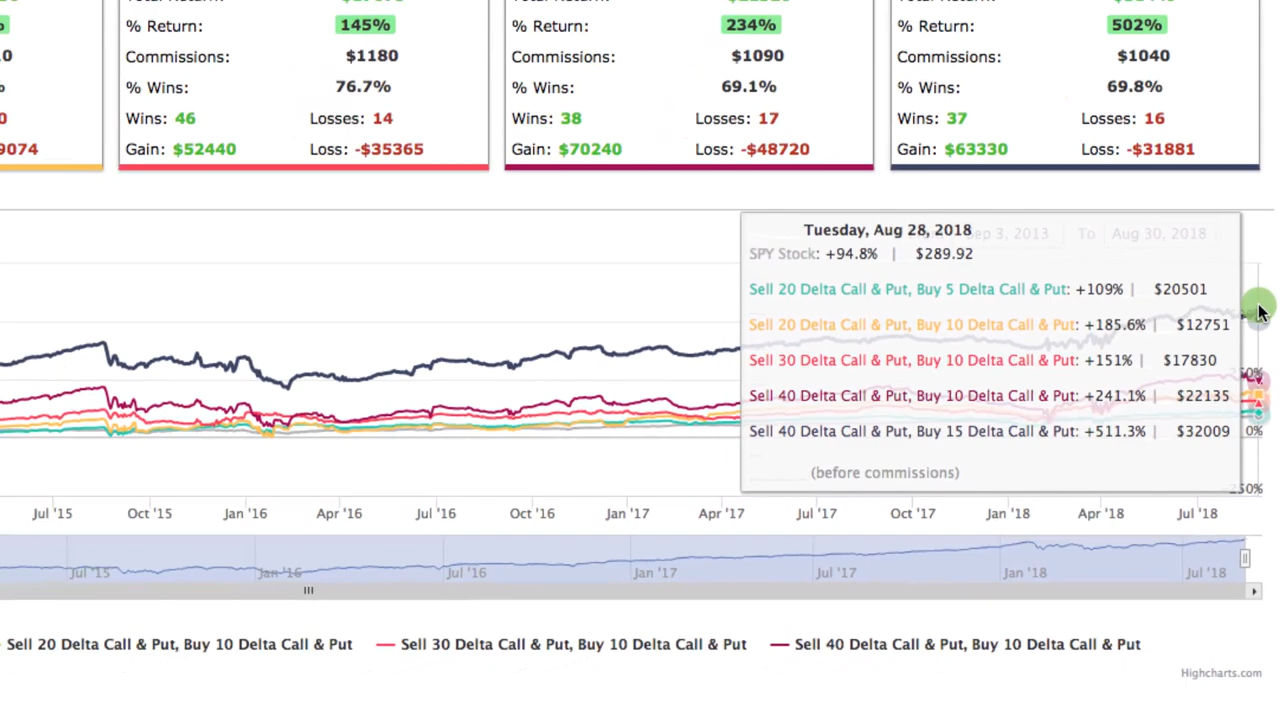 % Return: 145% % Return: 234% % Return: 502%
Commissions: $1180 Commissions: $1090 Commissions: $1040
% Wins: 76.7% % Wins: 69.1% % Wins: 69.8%
Wins: 46 Losses: 14 Wins: 38 Losses: 17 Wins: 37 Losses: 16
9074 Gain: $52440 Loss: -$35365 Gain: $70240 Loss: -$48720 Gain: $63330 Loss: -$31881
Tuesday, Aug 28, 2018
Sep 3, 2013 To Aug 30, 2018
SPY Stock: +94.8% | $289.92
Sell 20 Delta Call & Put, Buy 5 Delta Call & Put: +109% | $20501
Sell 20 Delta Call & Put, Buy 10 Delta Call & Put: +185.6% | $12751
Sell 30 Delta Call & Put, Buy 10 Delta Call & Put: +151% | $17830
Sell 40 Delta Call & Put, Buy 10 Delta Call & Put: +241.1% | $22135
Sell 40 Delta Call & Put, Buy 15 Delta Call & Put: +511.3% | $32009
0%
(before commissions)
Jul '15 Oct '15 Jan '16 Apr '16 Jul '16 Oct '16 Jan '17 Apr '17 Jul '17 Oct '17 Jan '18 Apr '18 Jul '18
Jul '15 Jan '16 Jul '16 Jan '17 Jul '17 Jan '18 Jul '18
Sell 20 Delta Call & Put, Buy 10 Delta Call & Put Sell 30 Delta Call & Put, Buy 10 Delta Call & Put Sell 40 Delta Call & Put, Buy 10 Delta Call & Put
Highcharts.com